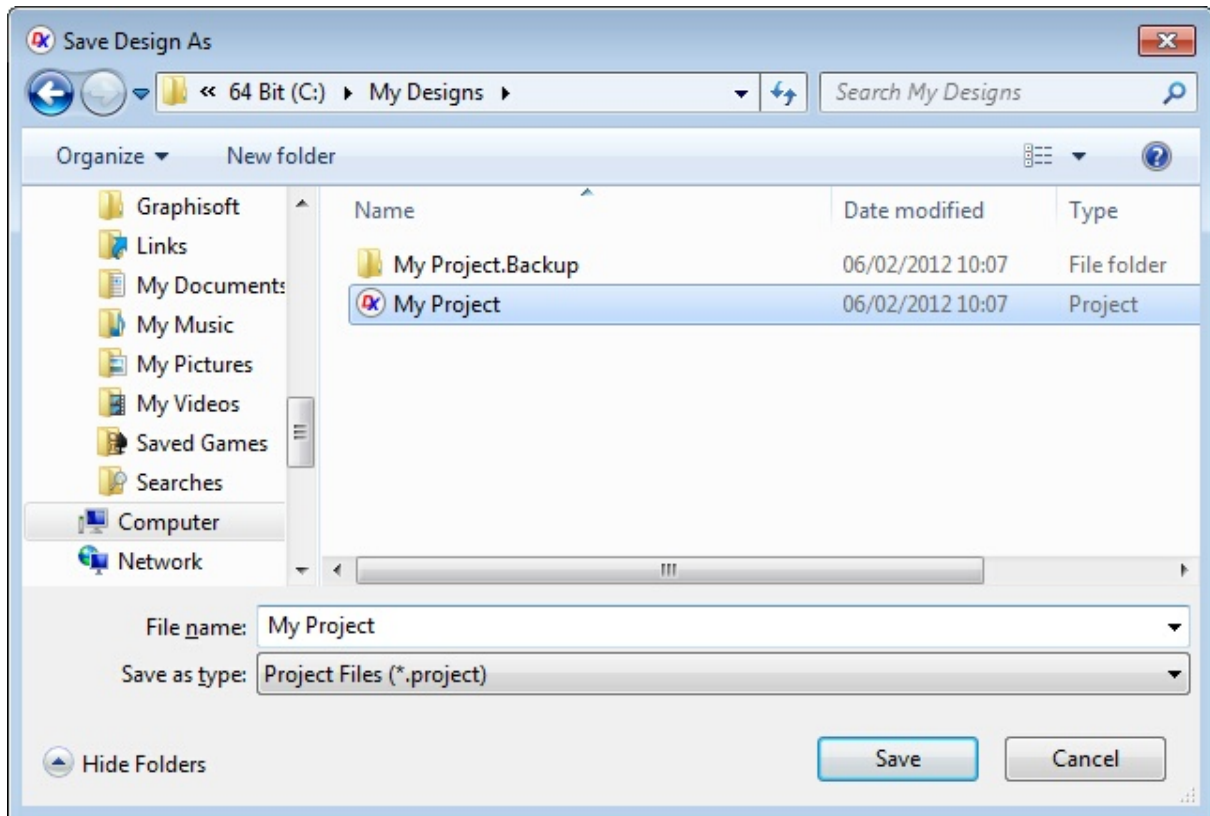 Save Design As
« 64 Bit (C:) My Designs Search My Designs
Organize New folder
Graphisoft
Links
My Documents
My Music
My Pictures
My Videos
Saved Games
Searches
Computer
Network
Name Date modified Type
My Project.Backup 06/02/2012 10:07 File folder
My Project 06/02/2012 10:07 Project
File name: My Project
Save as type: Project Files (*.project)
Hide Folders Save Cancel